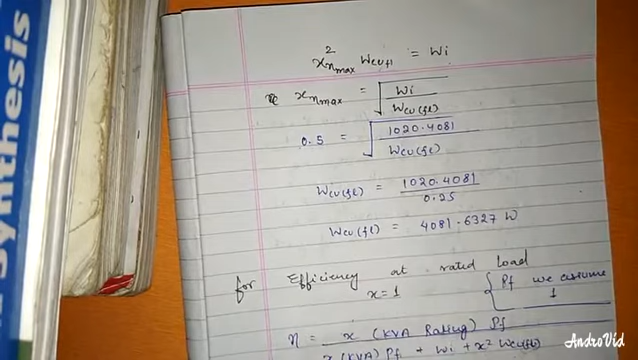 Synthesis
x²ηmax Wcufl = Wi
xηmax = √(Wi / Wcu(fl))
0.5 = √(1020.4081 / Wcu(fl))
Wcu(fl) = 1020.4081 / 0.25
Wcu(fl) = 4081.6327 W
for Efficiency at rated load
x=1 { Pf we assume
1
η = x (KVA Rating) Pf
x (KVA) Pf + Wi + x² Wcu(fl)
AndroVid